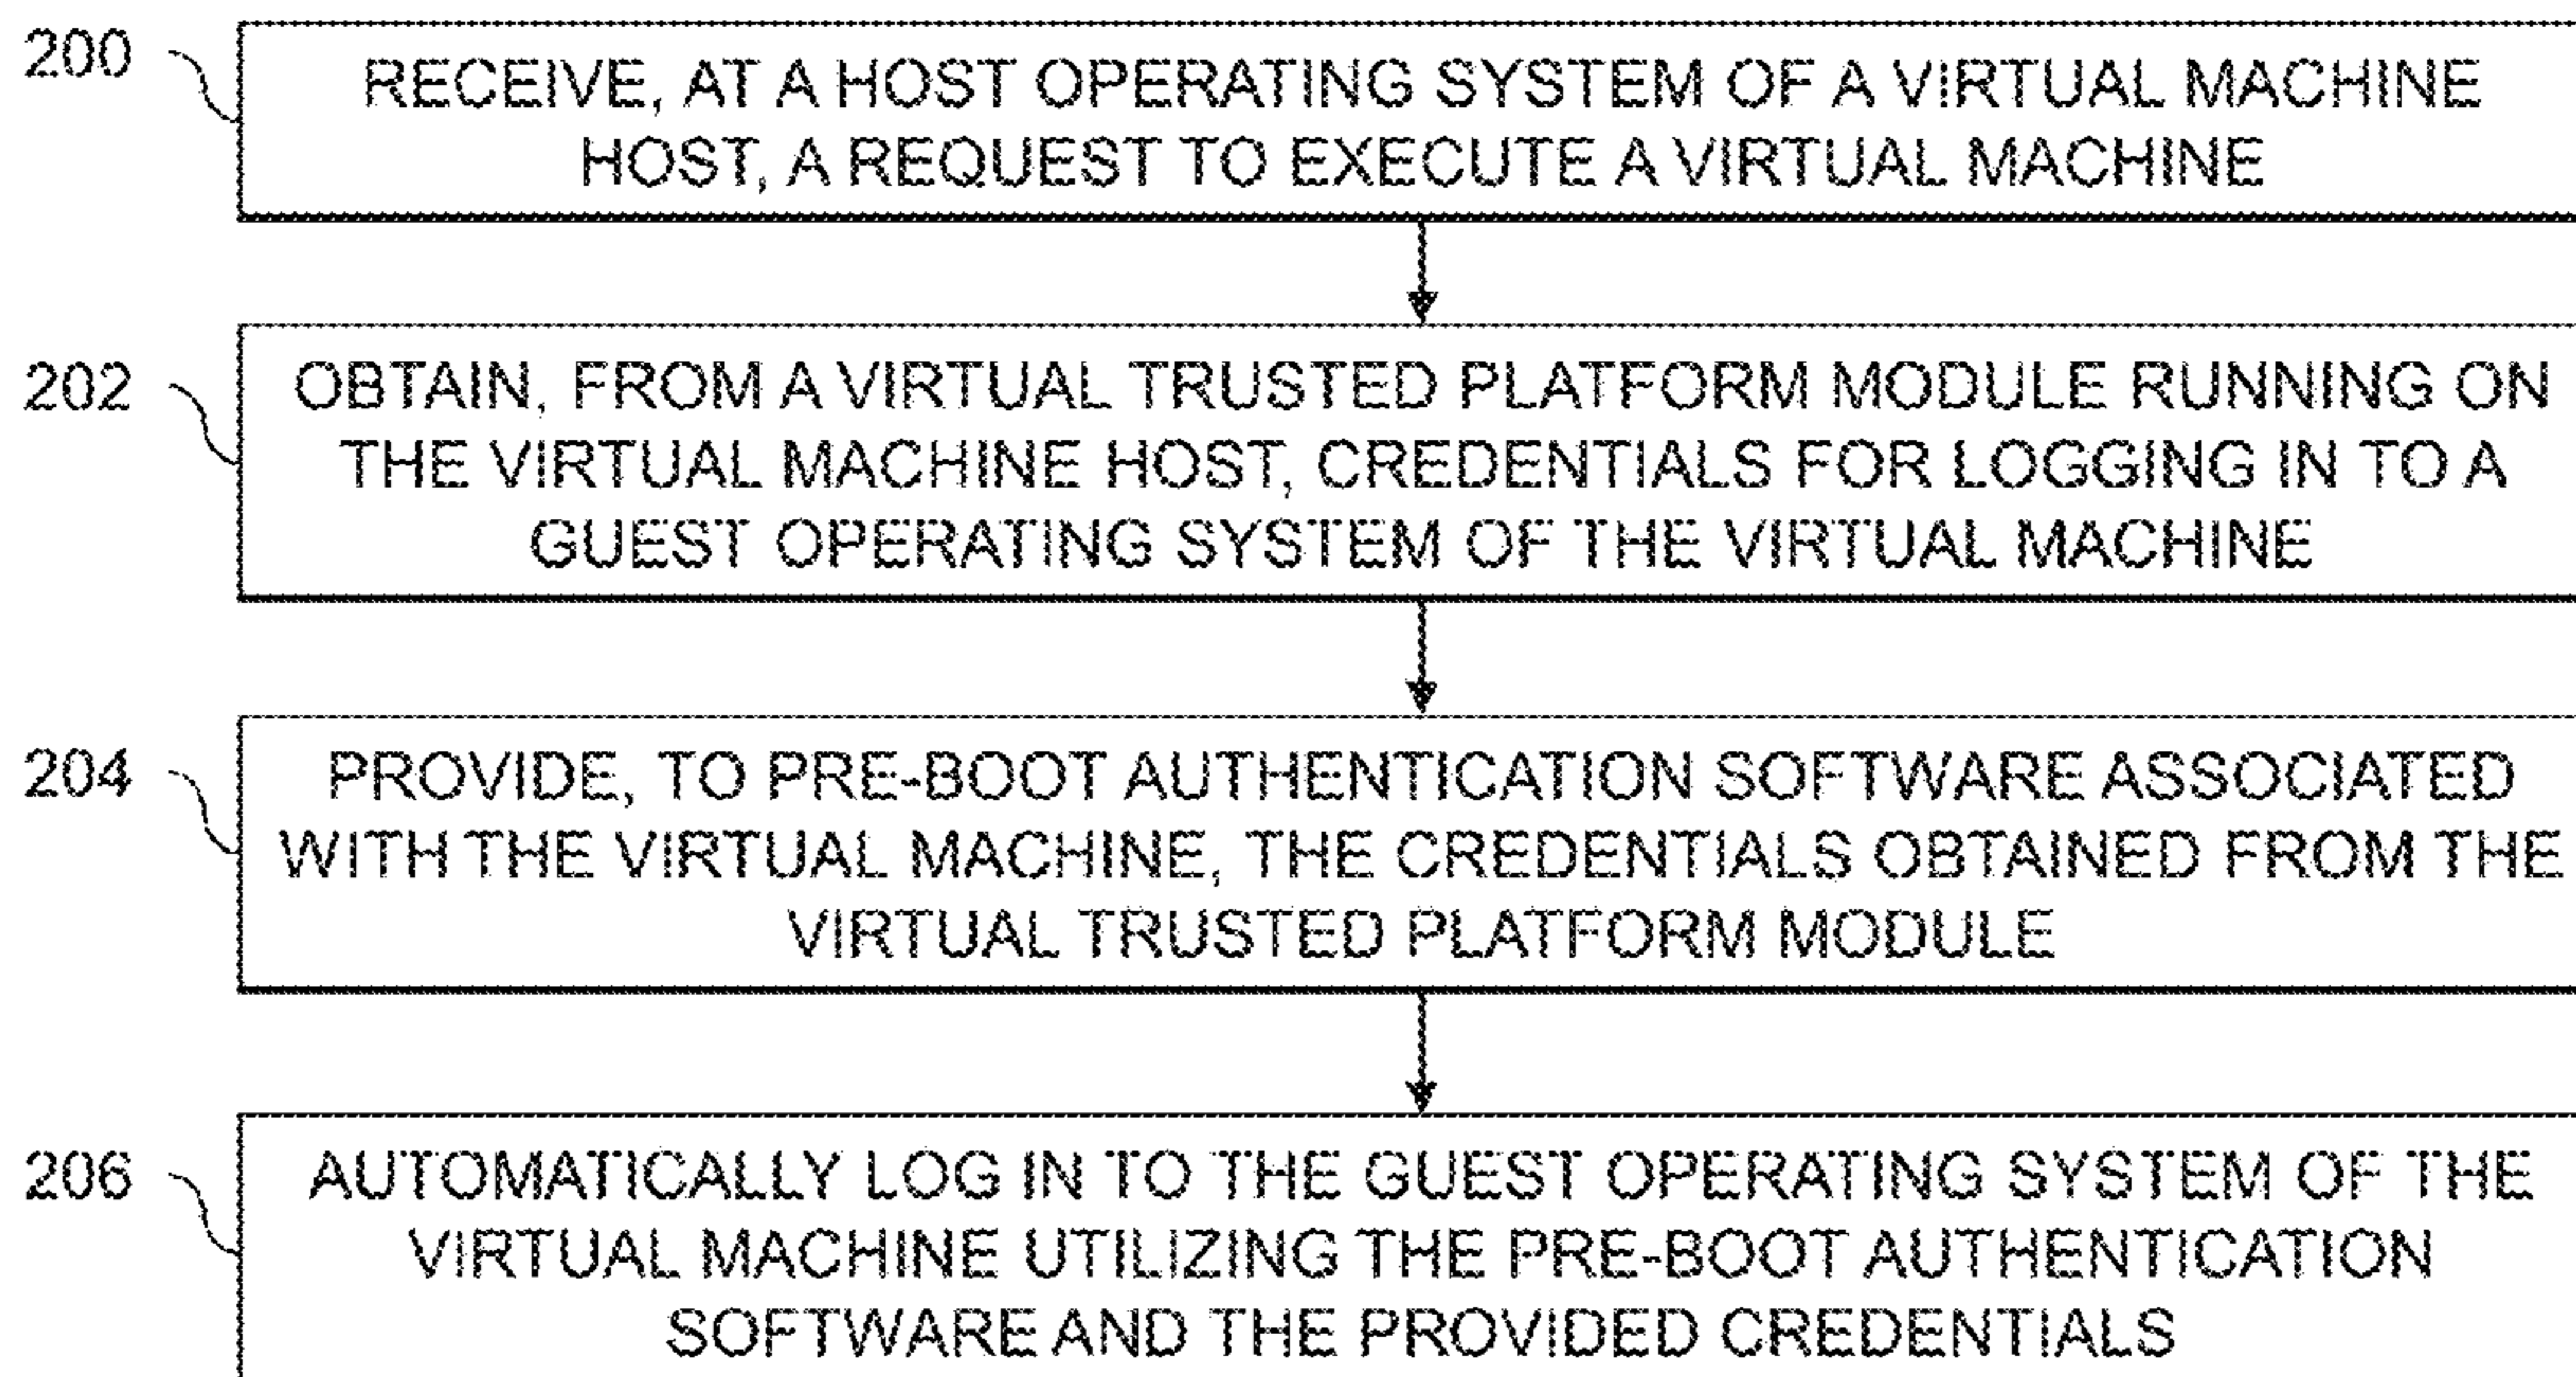 200
RECEIVE, AT A HOST OPERATING SYSTEM OF A VIRTUAL MACHINE
HOST, A REQUEST TO EXECUTE A VIRTUAL MACHINE
202
OBTAIN, FROM A VIRTUAL TRUSTED PLATFORM MODULE RUNNING ON
THE VIRTUAL MACHINE HOST, CREDENTIALS FOR LOGGING IN TO A
GUEST OPERATING SYSTEM OF THE VIRTUAL MACHINE
204
PROVIDE, TO PRE-BOOT AUTHENTICATION SOFTWARE ASSOCIATED
WITH THE VIRTUAL MACHINE, THE CREDENTIALS OBTAINED FROM THE
VIRTUAL TRUSTED PLATFORM MODULE
206
AUTOMATICALLY LOG IN TO THE GUEST OPERATING SYSTEM OF THE
VIRTUAL MACHINE UTILIZING THE PRE-BOOT AUTHENTICATION
SOFTWARE AND THE PROVIDED CREDENTIALS